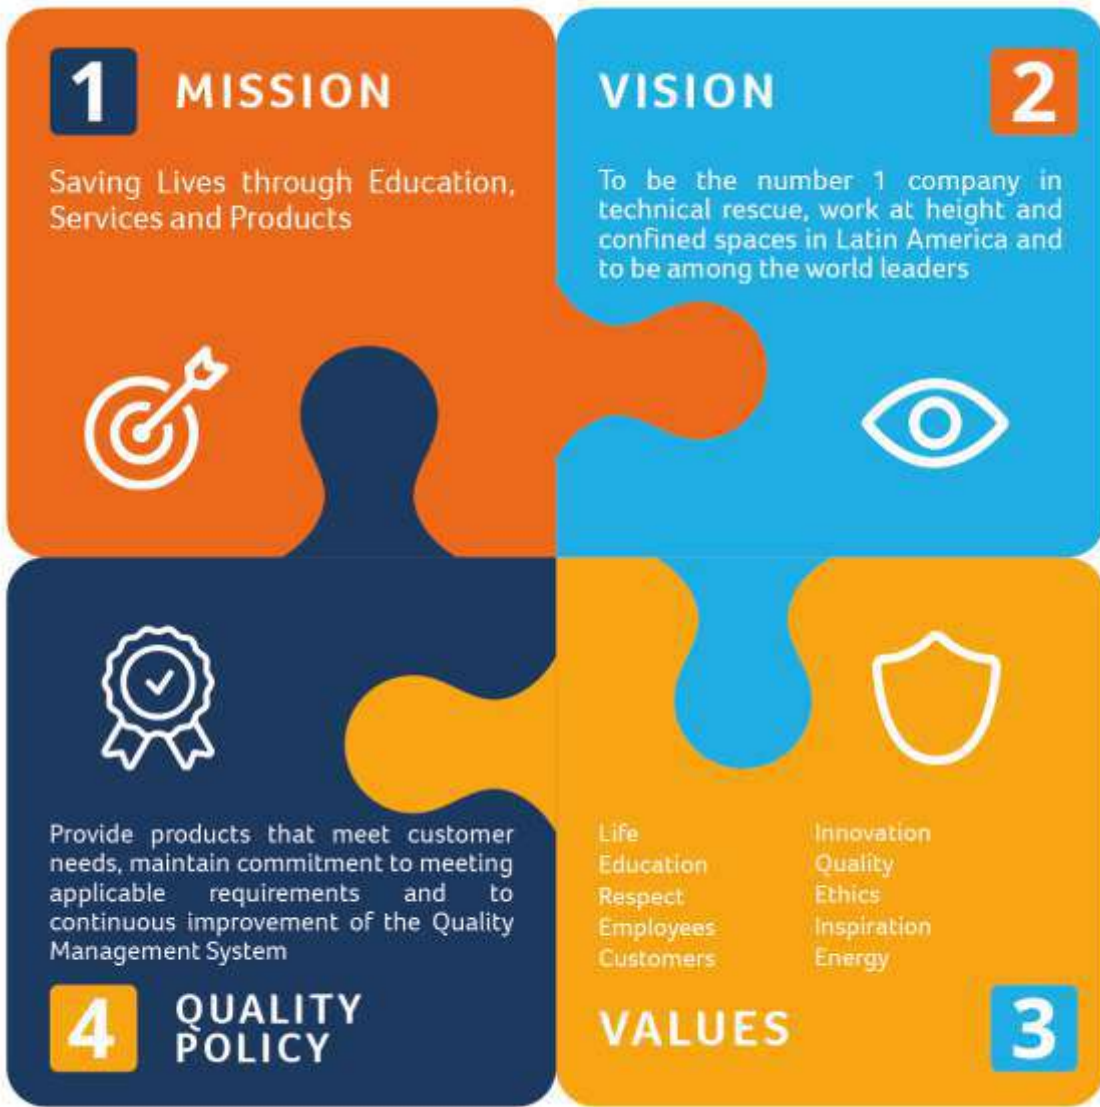 1 MISSION
Saving Lives through Education,
Services and Products
VISION 2
To be the number 1 company in
technical rescue, work at height and
confined spaces in Latin America and
to be among the world leaders
Provide products that meet customer
needs, maintain commitment to meeting
applicable requirements and to
continuous improvement of the Quality
Management System
4 QUALITY
POLICY
Life
Education
Respect
Employees
Customers
Innovation
Quality
Ethics
Inspiration
Energy
VALUES 3